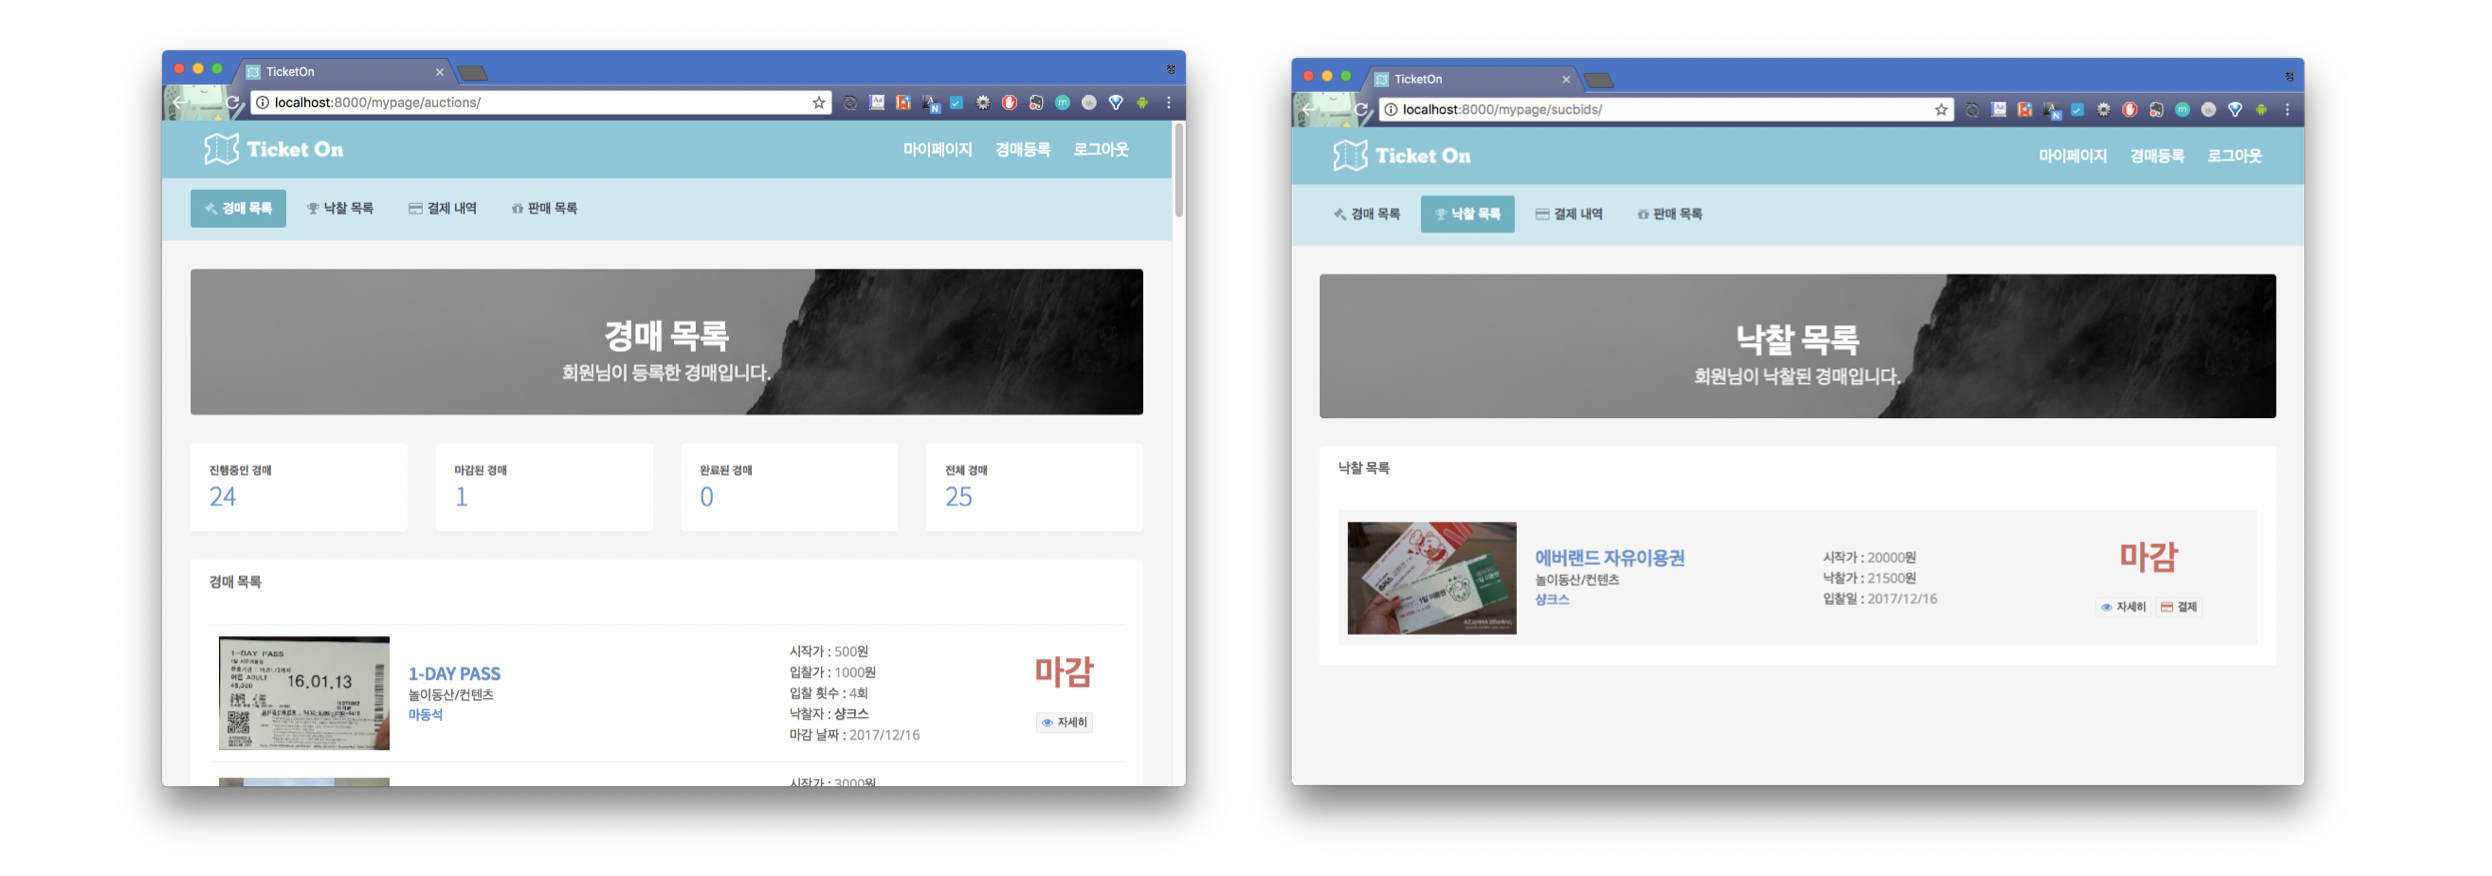 TicketOn
localhost:8000/mypage/auctions/
Ticket On
마이페이지 경매등록 로그아웃
경매 목록 낙찰 목록 결제 내역 판매 목록
경매 목록
회원님이 등록한 경매입니다.
진행중인 경매
24
마감된 경매
1
완료된 경매
0
전체 경매
25
경매 목록
1-DAY PASS
16.01.13
1-DAY PASS
놀이동산/컨텐츠
마동석
시작가 : 500원
입찰가 : 1000원
입찰 횟수 : 4회
낙찰자 : 샹크스
마감 날짜 : 2017/12/16
마감
자세히
시작가 : 3000원
TicketOn
localhost:8000/mypage/sucbids/
Ticket On
마이페이지 경매등록 로그아웃
경매 목록 낙찰 목록 결제 내역 판매 목록
낙찰 목록
회원님이 낙찰된 경매입니다.
낙찰 목록
에버랜드 자유이용권
놀이동산/컨텐츠
샹크스
시작가 : 20000원
낙찰가 : 21500원
입찰일 : 2017/12/16
마감
자세히 결제